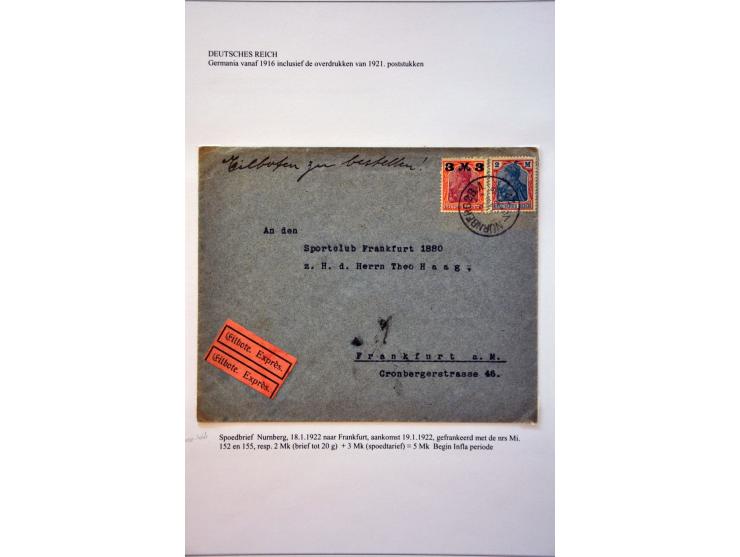 DEUTSCHES REICH
Germania vanaf 1916 inclusief de overdrukken van 1921. poststukken
Eilboten zu bestellen!
3 M 3
2 M
NÜRNBERG
An den
Sportclub Frankfurt 1880
z. H. d. Herrn Theo H a a g ,
F r a n k f u r t a. M.
Cronbergerstrasse 46.
Eilbote. Exprès.
Eilbote. Exprès.
Spoedbrief Nurnberg, 18.1.1922 naar Frankfurt, aankomst 19.1.1922, gefrankeerd met de nrs Mi.
152 en 155, resp. 2 Mk (brief tot 20 g) + 3 Mk (spoedtarief) = 5 Mk Begin Infla periode